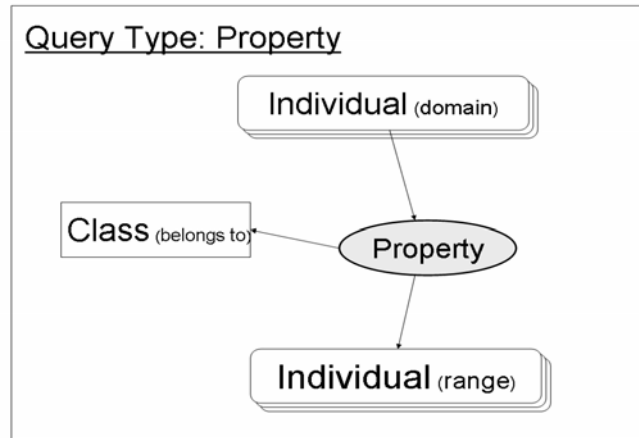 Query Type: Property
Individual (domain)
Class (belongs to)
Property
Individual (range)